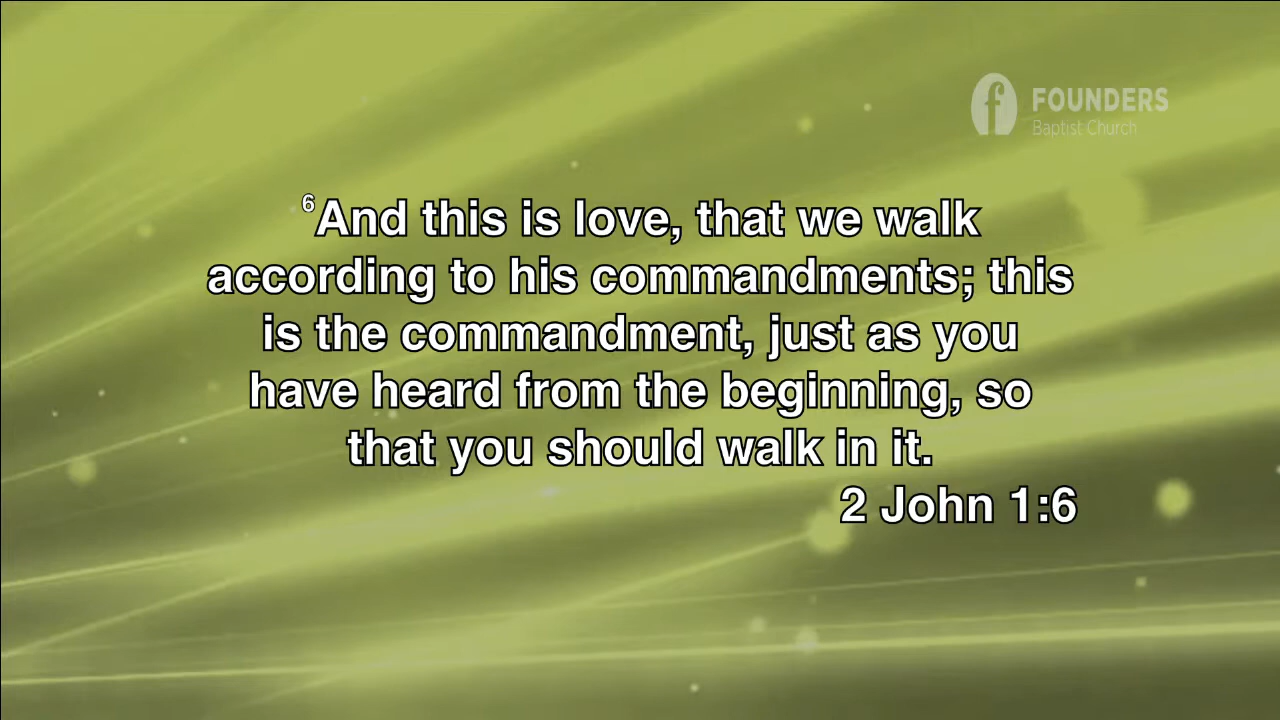 FOUNDERS
Baptist Church
6And this is love, that we walk
according to his commandments; this
is the commandment, just as you
have heard from the beginning, so
that you should walk in it.
2 John 1:6